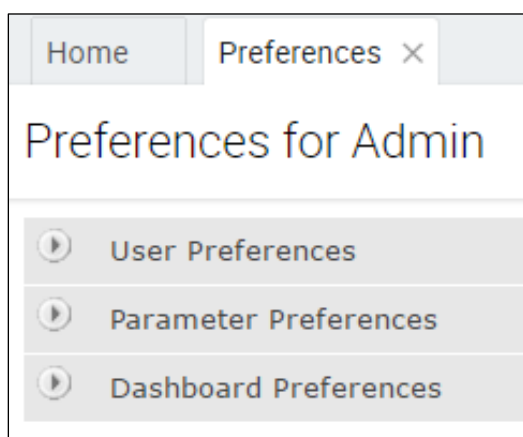 Home Preferences ×
Preferences for Admin
User Preferences
Parameter Preferences
Dashboard Preferences